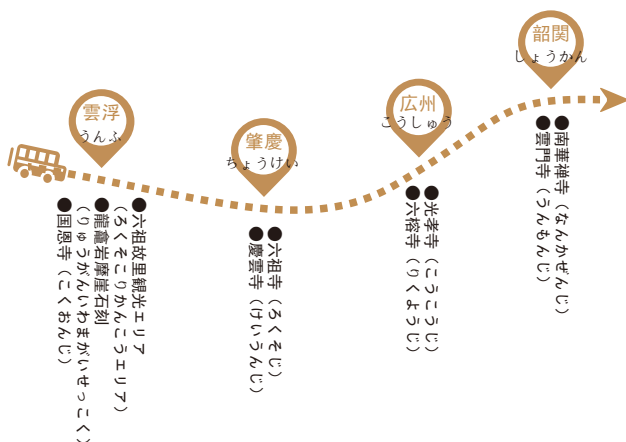 雲浮
うんふ
●六祖故里観光エリア
（ろくそこりかんこうエリア）
●龍龕岩摩崖石刻
（りゅうがんいわまがいせっこく）
●国恩寺（こくおんじ）
肇慶
ちょうけい
●六祖寺（ろくそじ）
●慶雲寺（けいうんじ）
広州
こうしゅう
●光孝寺（こうこうじ）
●六榕寺（りくようじ）
韶関
しょうかん
●南華禅寺（なんかぜんじ）
●雲門寺（うんもんじ）